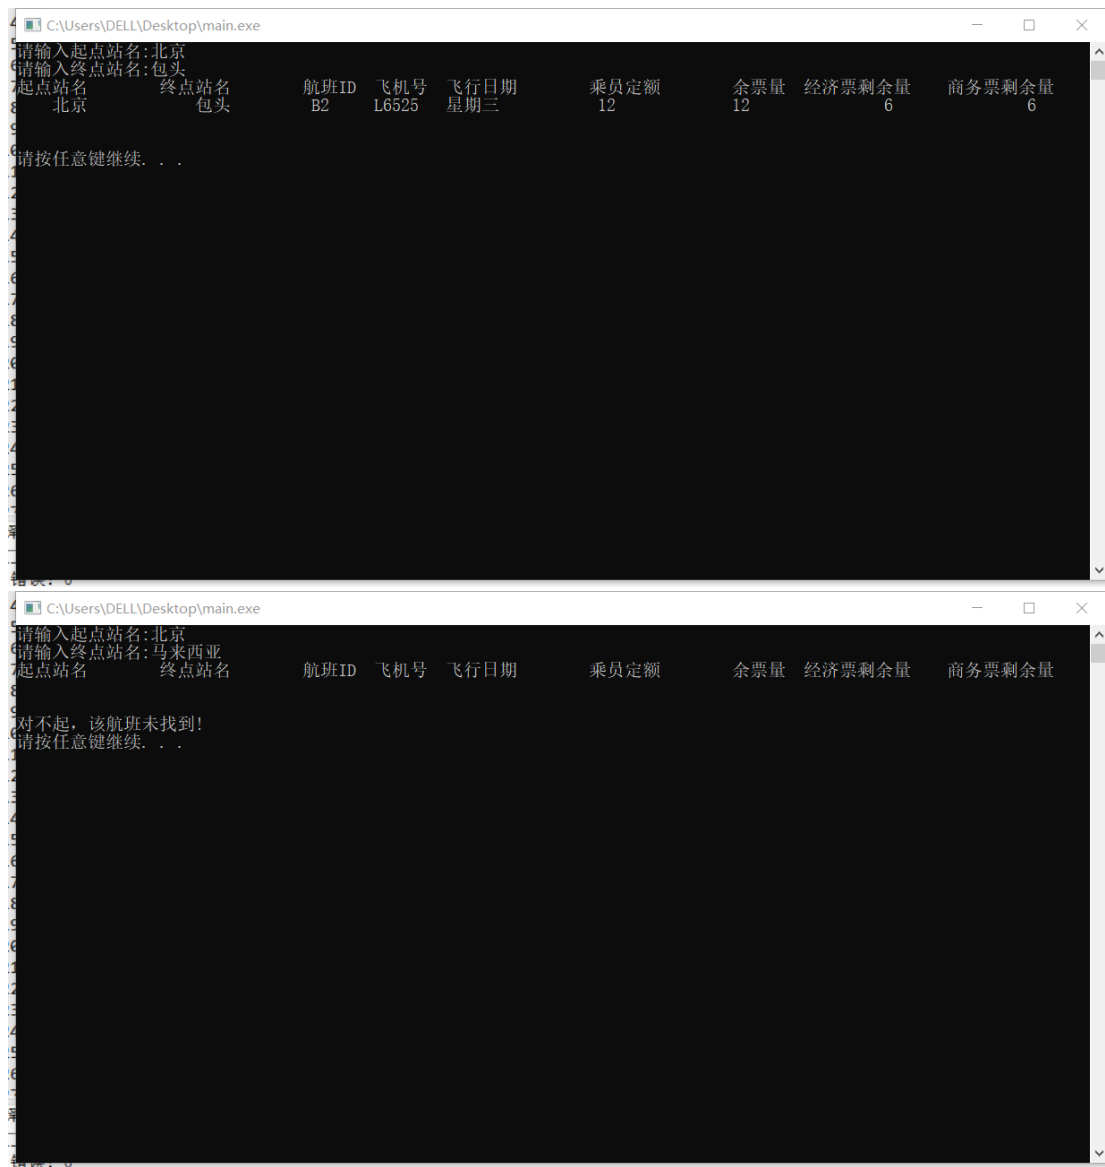 C:\Users\DELL\Desktop\main.exe
请输入起点站名:北京
请输入终点站名:包头
起点站名 终点站名 航班ID 飞机号 飞行日期 乘员定额 余票量 经济票剩余量 商务票剩余量
北京 包头 B2 L6525 星期三 12 12 6 6
请按任意键继续. . .
C:\Users\DELL\Desktop\main.exe
请输入起点站名:北京
请输入终点站名:马来西亚
起点站名 终点站名 航班ID 飞机号 飞行日期 乘员定额 余票量 经济票剩余量 商务票剩余量
对不起，该航班未找到!
请按任意键继续. . .